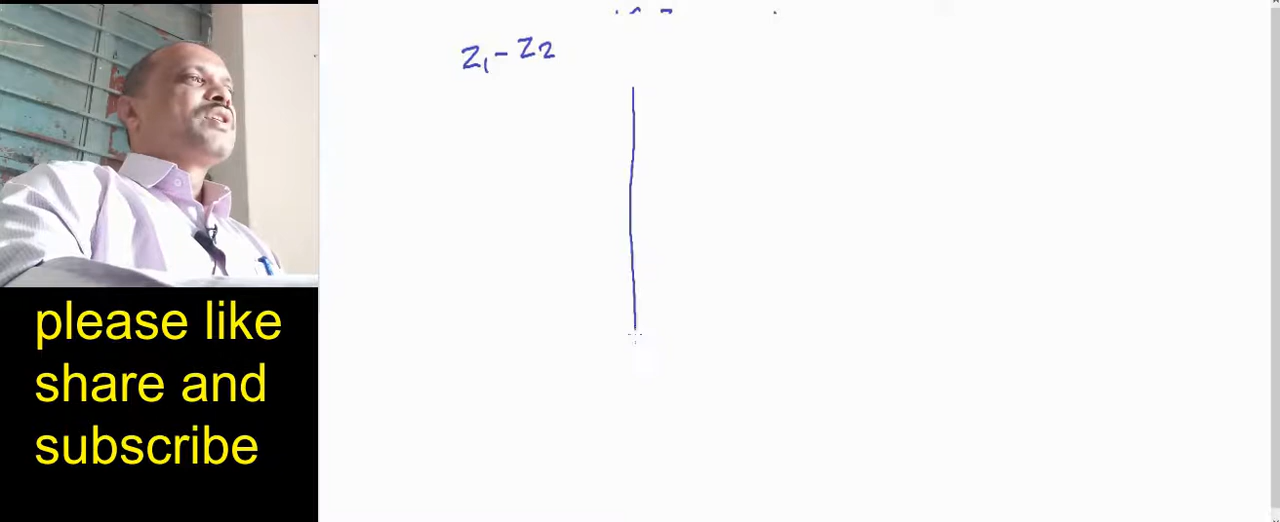 z₁ - z₂
please like
share and
subscribe